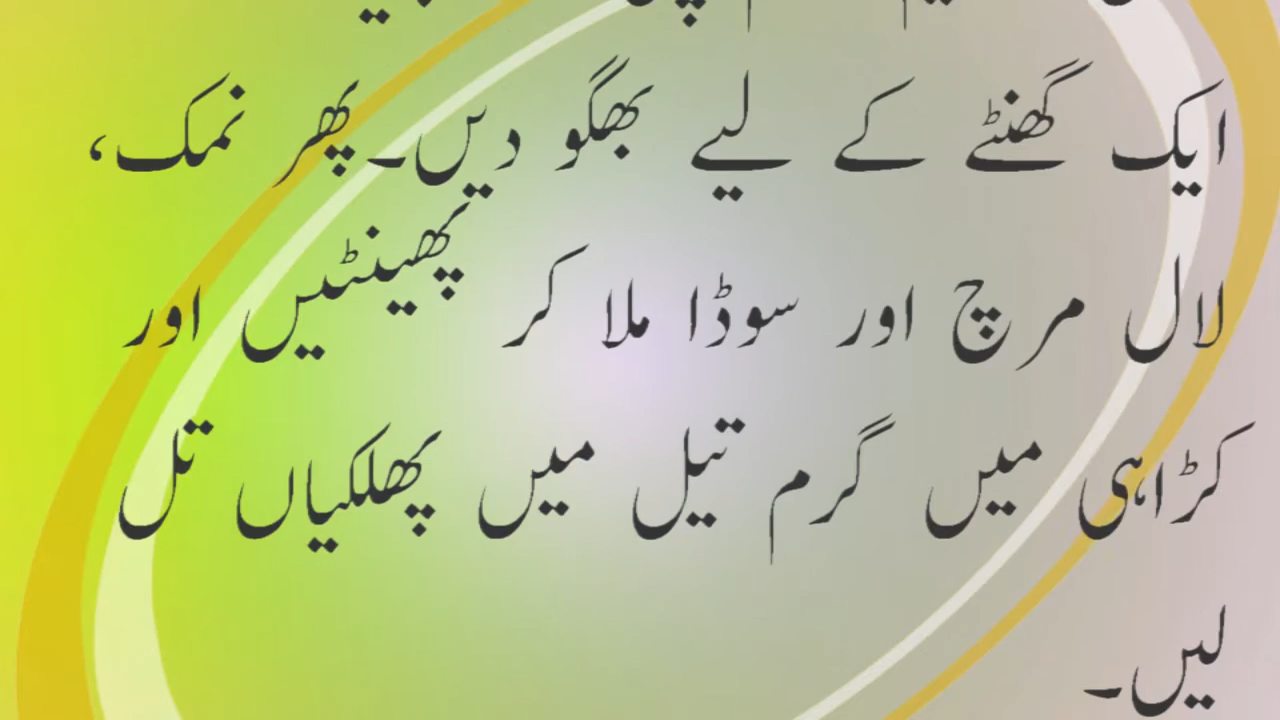 ایک گھنٹے کے لیے بھگو دیں۔ پھر نمک،
لال مرچ اور سوڈا ملا کر پھینٹیں اور
کڑاہی میں گرم تیل میں پھلکیاں تل
لیں۔